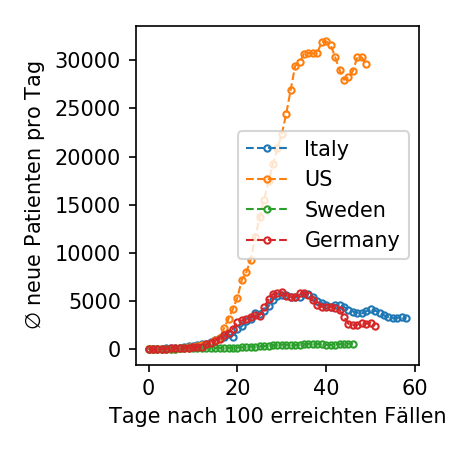 30000
25000
20000
15000
10000
5000
0
∅ neue Patienten pro Tag
Italy
US
Sweden
Germany
0 20 40 60
Tage nach 100 erreichten Fällen